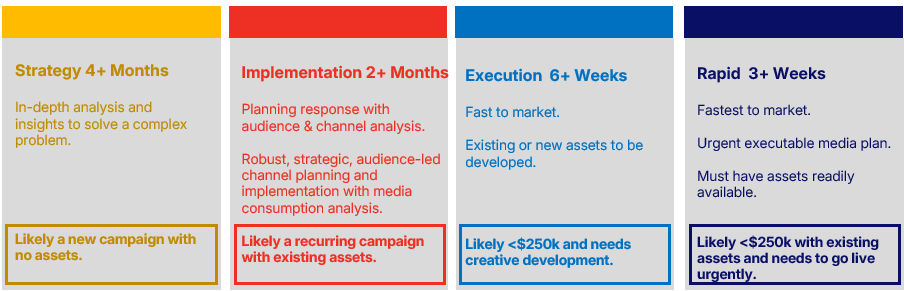 Strategy 4+ Months
In-depth analysis and
insights to solve a complex
problem.
Likely a new campaign with
no assets.
Implementation 2+ Months
Planning response with
audience & channel analysis.
Robust, strategic, audience-led
channel planning and
implementation with media
consumption analysis.
Likely a recurring campaign
with existing assets.
Execution 6+ Weeks
Fast to market.
Existing or new assets to be
developed.
Likely <$250k and needs
creative development.
Rapid 3+ Weeks
Fastest to market.
Urgent executable media plan.
Must have assets readily
available.
Likely <$250k with existing
assets and needs to go live
urgently.